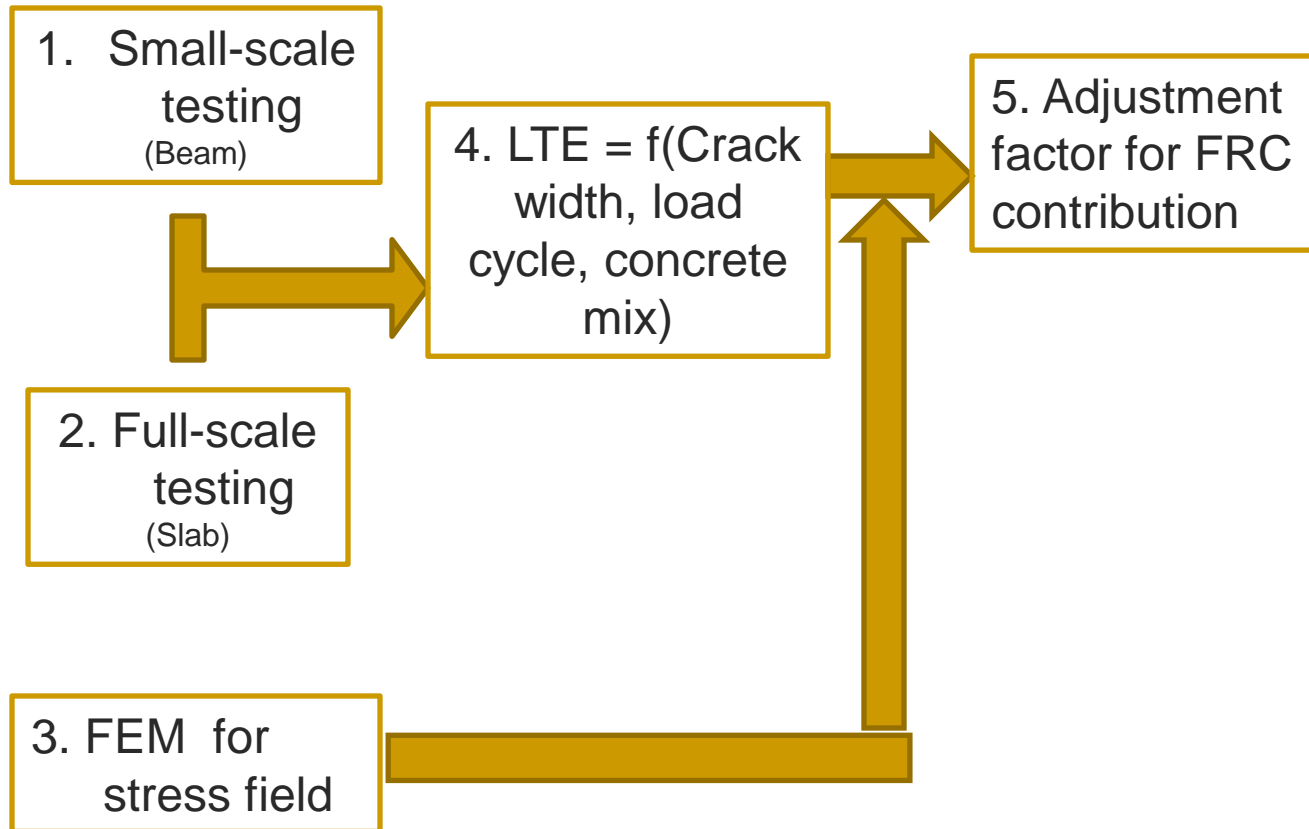 1. Small-scale
testing
(Beam)
2. Full-scale
testing
(Slab)
3. FEM for
stress field
4. LTE = f(Crack
width, load
cycle, concrete
mix)
5. Adjustment
factor for FRC
contribution